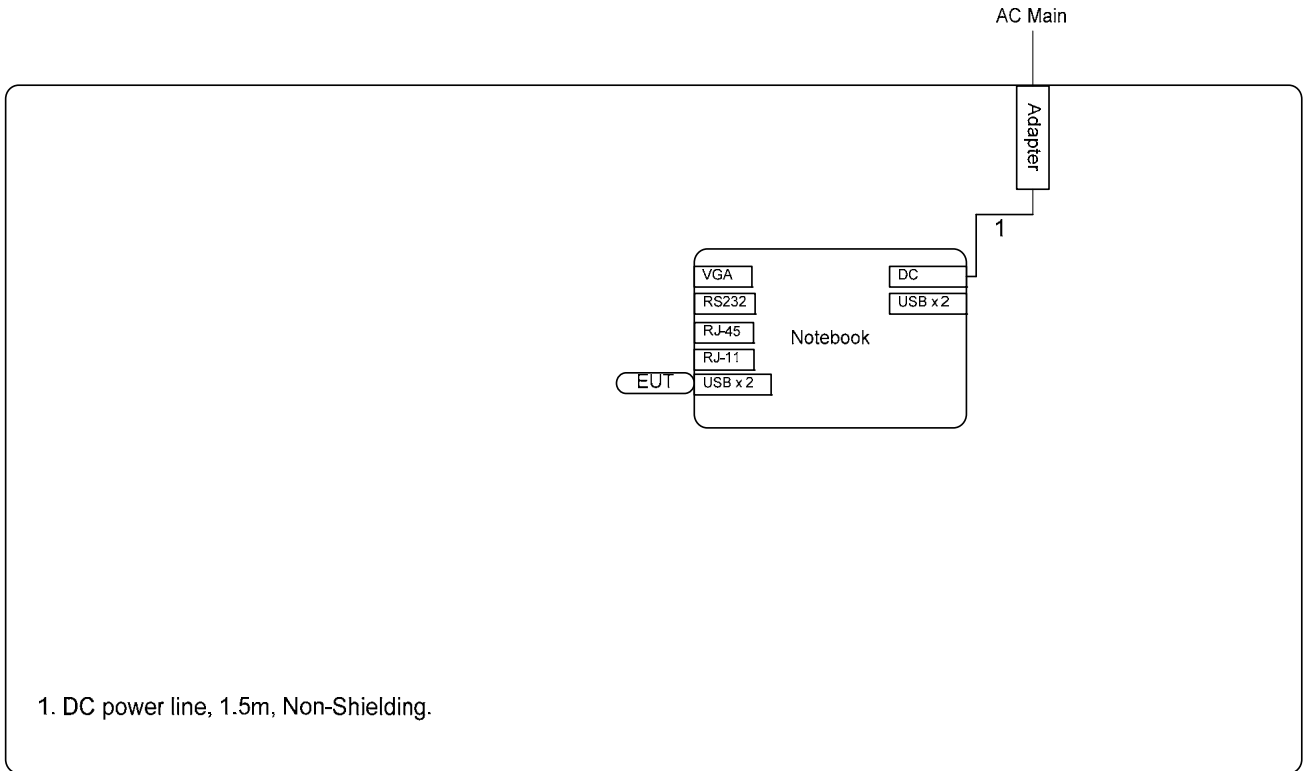 AC Main
Adapter
1
VGA
DC
RS232
USB x 2
RJ-45
Notebook
RJ-11
EUT
USB x 2
1. DC power line, 1.5m, Non-Shielding.